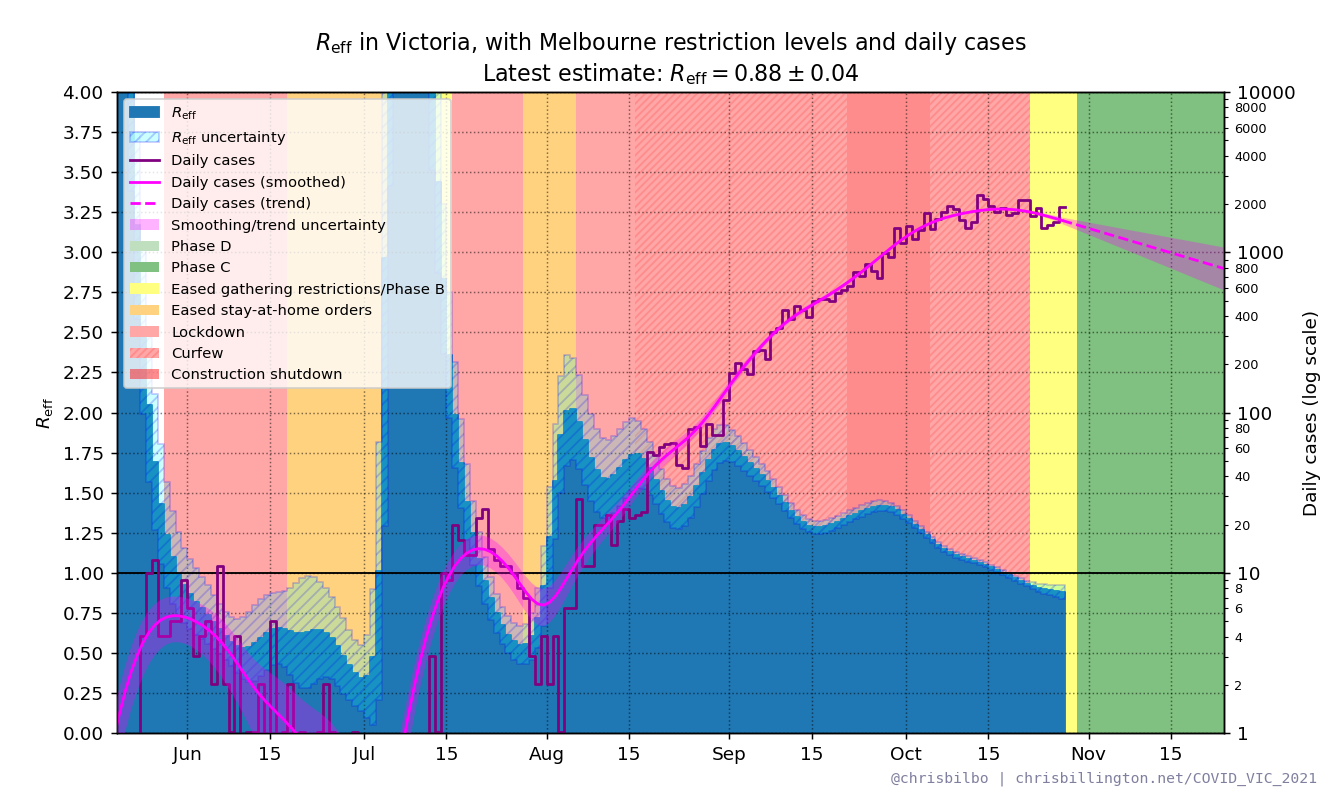 Reff in Victoria, with Melbourne restriction levels and daily cases
Latest estimate: Reff = 0.88 ± 0.04
4.00
3.75
3.50
3.25
3.00
2.75
2.50
2.25
2.00
1.75
1.50
1.25
1.00
0.75
0.50
0.25
0.00
Reff
Reff
Reff uncertainty
Daily cases
Daily cases (smoothed)
Daily cases (trend)
Smoothing/trend uncertainty
Phase D
Phase C
Eased gathering restrictions/Phase B
Eased stay-at-home orders
Lockdown
Curfew
Construction shutdown
10000
8000
6000
4000
2000
1000
800
600
400
200
100
80
60
40
20
10
8
6
4
2
1
Daily cases (log scale)
Jun 15 Jul 15 Aug 15 Sep 15 Oct 15 Nov 15
@chrisbilbo | chrisbillington.net/COVID_VIC_2021